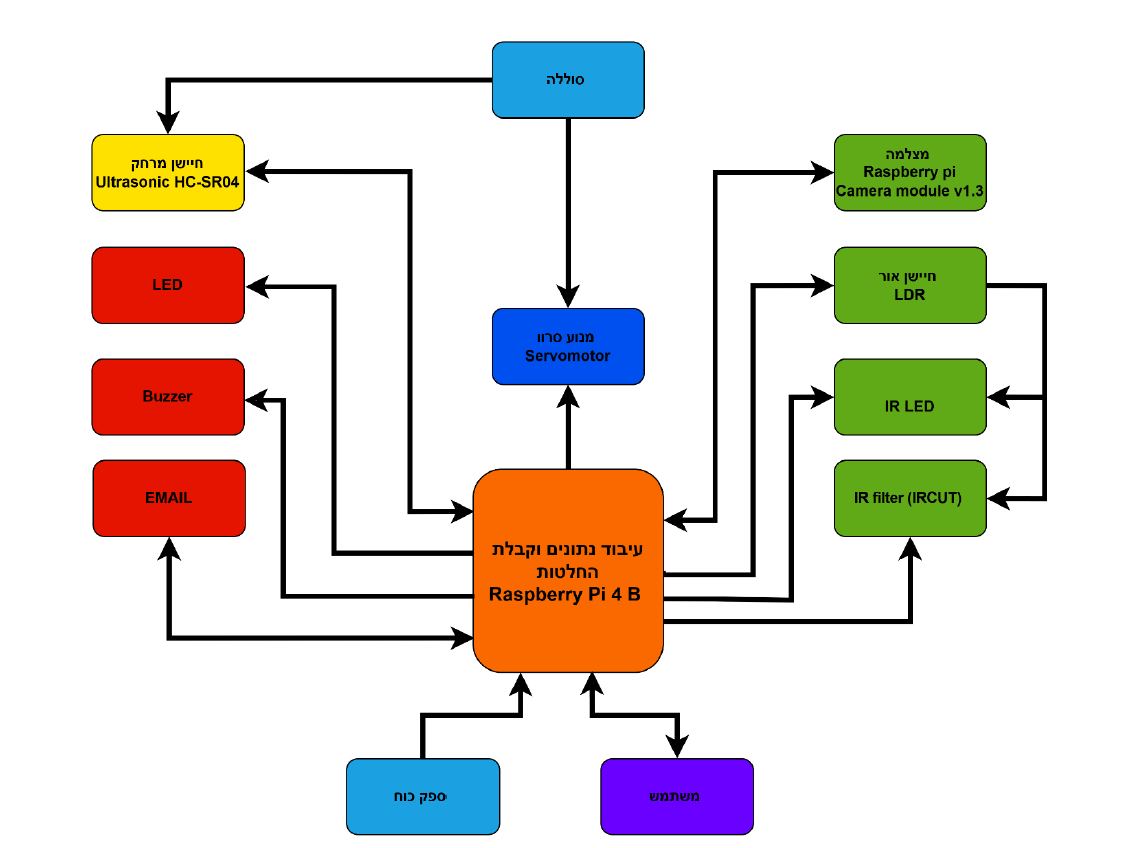 סוללה
חיישן מרחק
Ultrasonic HC-SR04
מצלמה
Raspberry pi
Camera module v1.3
LED
חיישן אור
LDR
מנוע סרוו
Servomotor
Buzzer
IR LED
EMAIL
IR filter (IRCUT)
עיבוד נתונים וקבלת
החלטות
Raspberry Pi 4 B
ספק כוח
משתמש